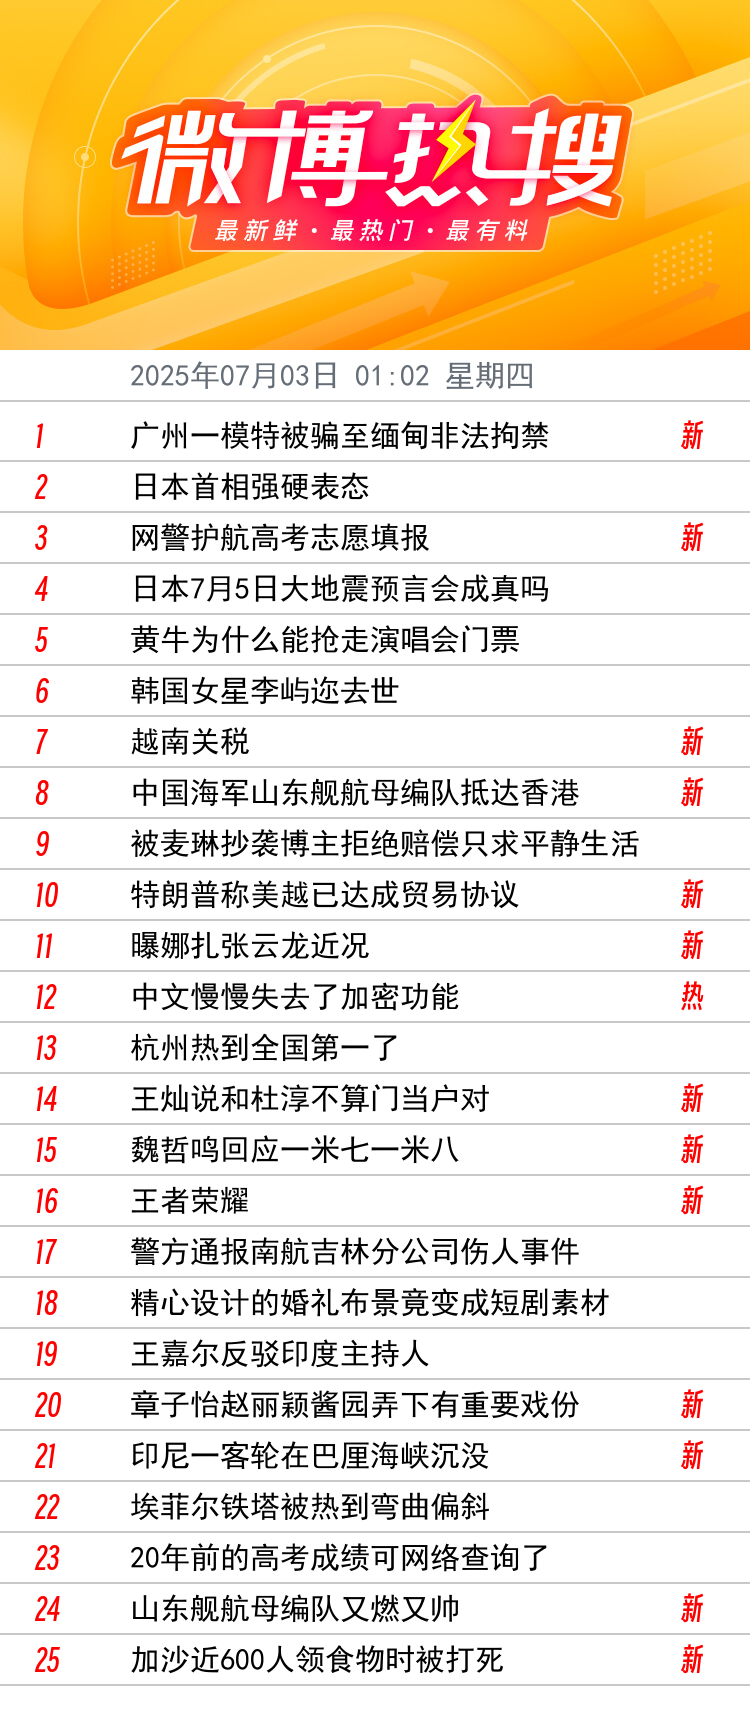 微博热搜
最新鲜·最热门·最有料
2025年07月03日 01:02 星期四
1 广州一模特被骗至缅甸非法拘禁 新
2 日本首相强硬表态
3 网警护航高考志愿填报 新
4 日本7月5日大地震预言会成真吗
5 黄牛为什么能抢走演唱会门票
6 韩国女星李屿迩去世
7 越南关税 新
8 中国海军山东舰航母编队抵达香港 新
9 被麦琳抄袭博主拒绝赔偿只求平静生活
10 特朗普称美越已达成贸易协议 新
11 曝娜扎张云龙近况 新
12 中文慢慢失去了加密功能 热
13 杭州热到全国第一了
14 王灿说和杜淳不算门当户对 新
15 魏哲鸣回应一米七一米八 新
16 王者荣耀 新
17 警方通报南航吉林分公司伤人事件
18 精心设计的婚礼布景竟变成短剧素材
19 王嘉尔反驳印度主持人
20 章子怡赵丽颖酱园弄下有重要戏份 新
21 印尼一客轮在巴厘海峡沉没 新
22 埃菲尔铁塔被热到弯曲偏斜
23 20年前的高考成绩可网络查询了
24 山东舰航母编队又燃又帅 新
25 加沙近600人领食物时被打死 新